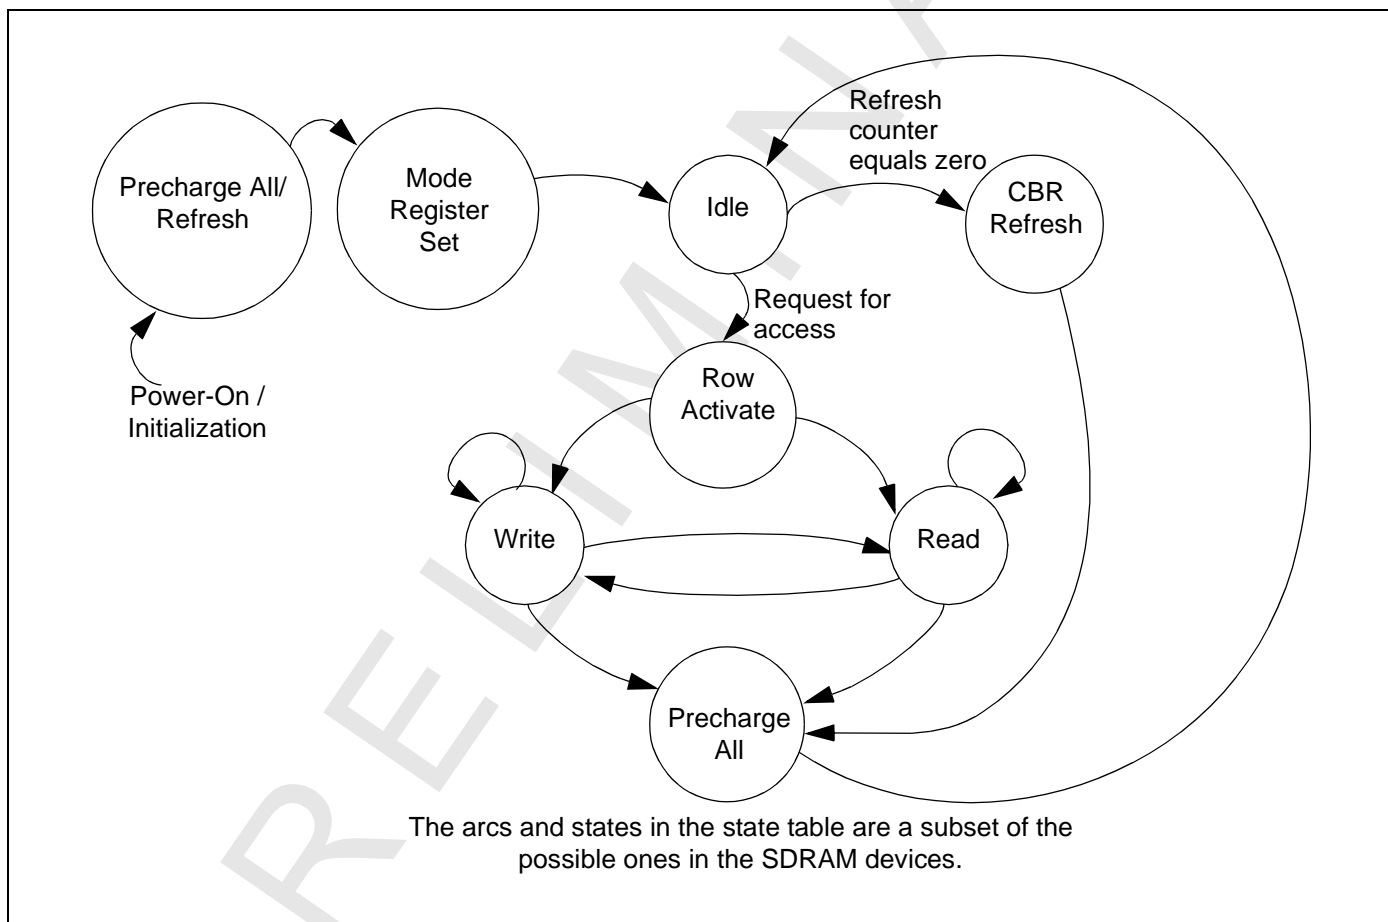 Refresh
counter
equals zero
Precharge All/
Refresh
Mode
Register
Set
Idle
CBR
Refresh
Request for
access
Power-On /
Initialization
Row
Activate
Write
Read
Precharge
All
The arcs and states in the state table are a subset of the
possible ones in the SDRAM devices.
RELIMINA